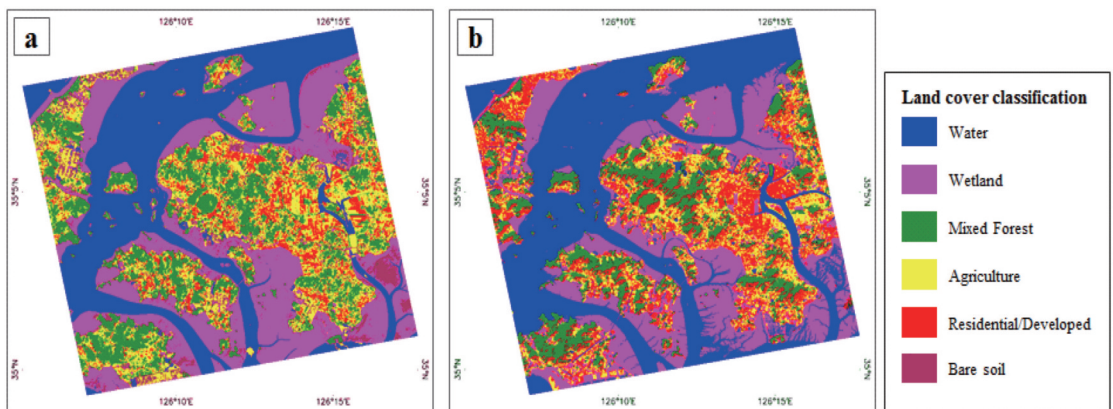 a
126°10'E
126°15'E
35°5'N
35°5'N
35°N
35°N
126°10'E
126°15'E
b
126°10'E
126°15'E
35°5'N
35°5'N
35°N
35°N
126°10'E
126°15'E
Land cover classification
Water
Wetland
Mixed Forest
Agriculture
Residential/Developed
Bare soil